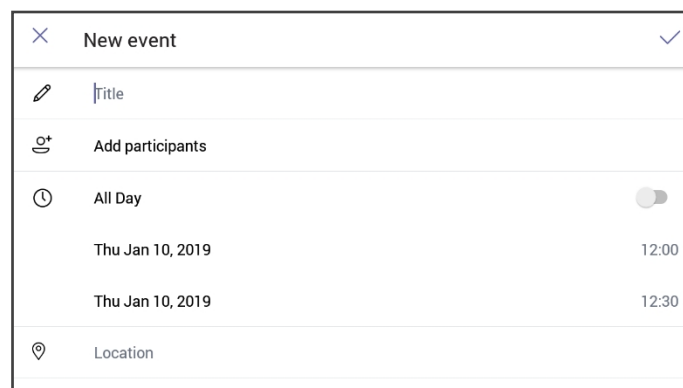 New event
Title
Add participants
All Day
Thu Jan 10, 2019 12:00
Thu Jan 10, 2019 12:30
Location